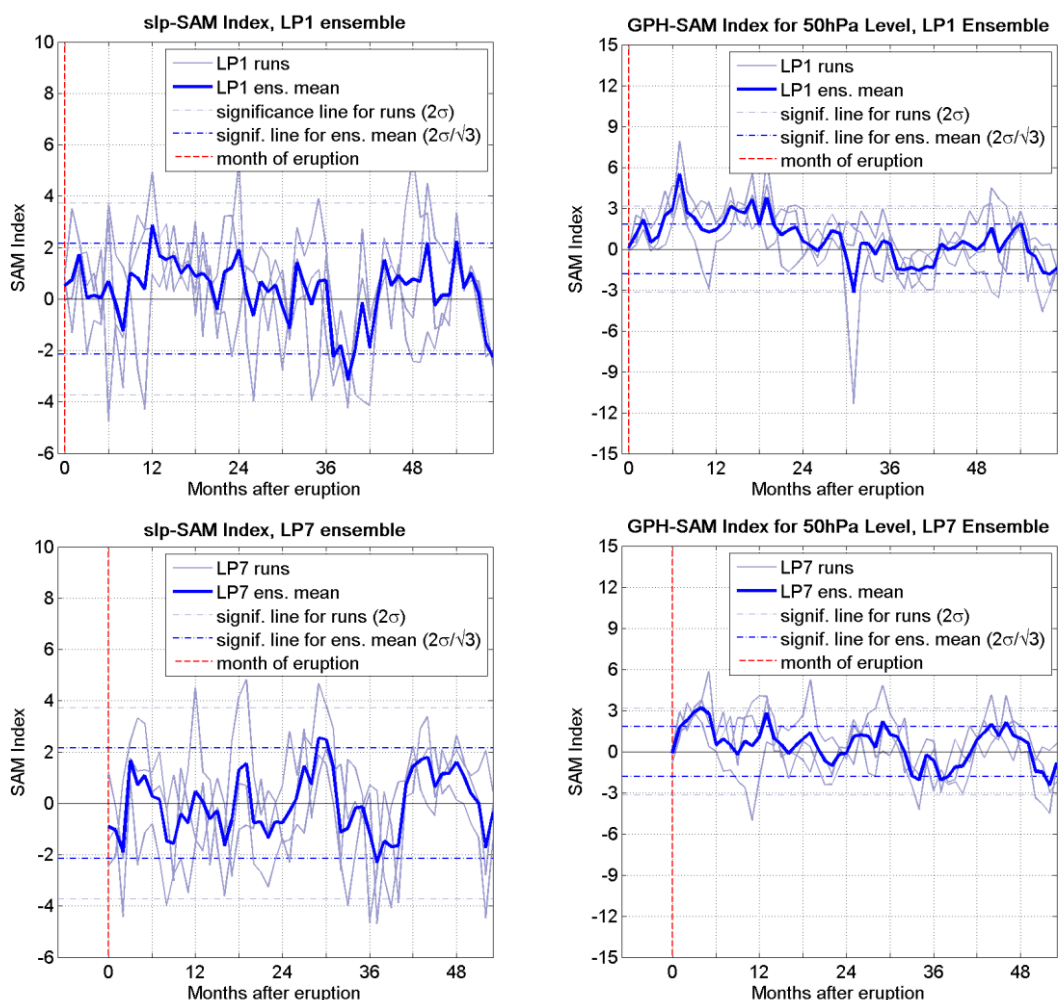 slp-SAM Index, LP1 ensemble
10
8
6
4
2
0
-2
-4
-6
SAM Index
LP1 runs
LP1 ens. mean
significance line for runs (2σ)
signif. line for ens. mean (2σ/√3)
month of eruption
0 12 24 36 48
Months after eruption
GPH-SAM Index for 50hPa Level, LP1 Ensemble
15
12
9
6
3
0
-3
-6
-9
-12
-15
SAM Index
LP1 runs
LP1 ens. mean
signif. line for runs (2σ)
signif. line for ens. mean (2σ/√3)
month of eruption
0 12 24 36 48
Months after eruption
slp-SAM Index, LP7 ensemble
10
8
6
4
2
0
-2
-4
-6
SAM Index
LP7 runs
LP7 ens. mean
signif. line for runs (2σ)
signif. line for ens. mean (2σ/√3)
month of eruption
0 12 24 36 48
Months after eruption
GPH-SAM Index for 50hPa Level, LP7 Ensemble
15
12
9
6
3
0
-3
-6
-9
-12
-15
SAM Index
LP7 runs
LP7 ens. mean
signif. line for runs (2σ)
signif. line for ens. mean (2σ/√3)
month of eruption
0 12 24 36 48
Months after eruption